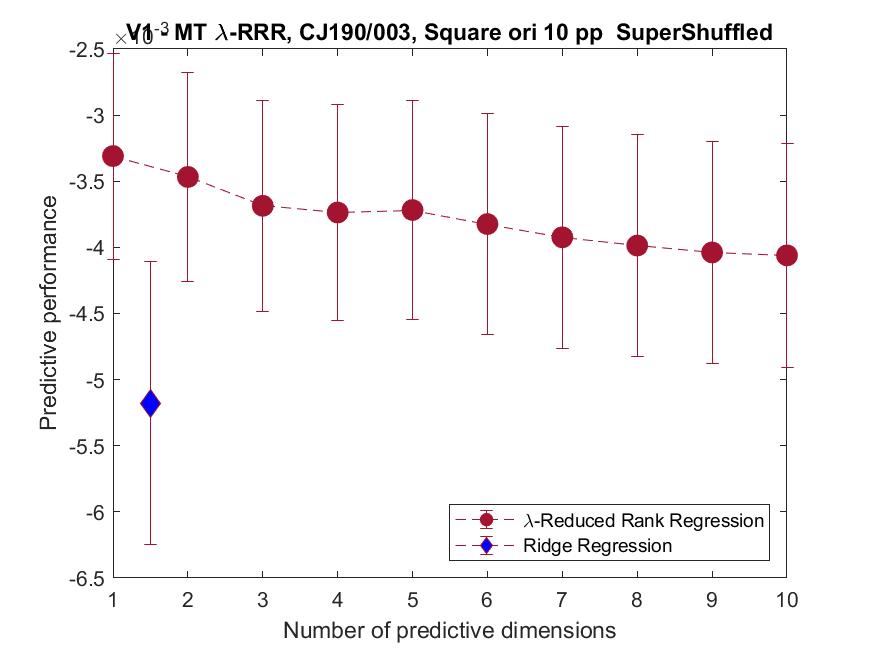 V1 - MT λ-RRR, CJ190/003, Square ori 10 pp  SuperShuffled
×10-3
-2.5
-3
-3.5
-4
-4.5
-5
-5.5
-6
-6.5
Predictive performance
1 2 3 4 5 6 7 8 9 10
Number of predictive dimensions
λ-Reduced Rank Regression
Ridge Regression